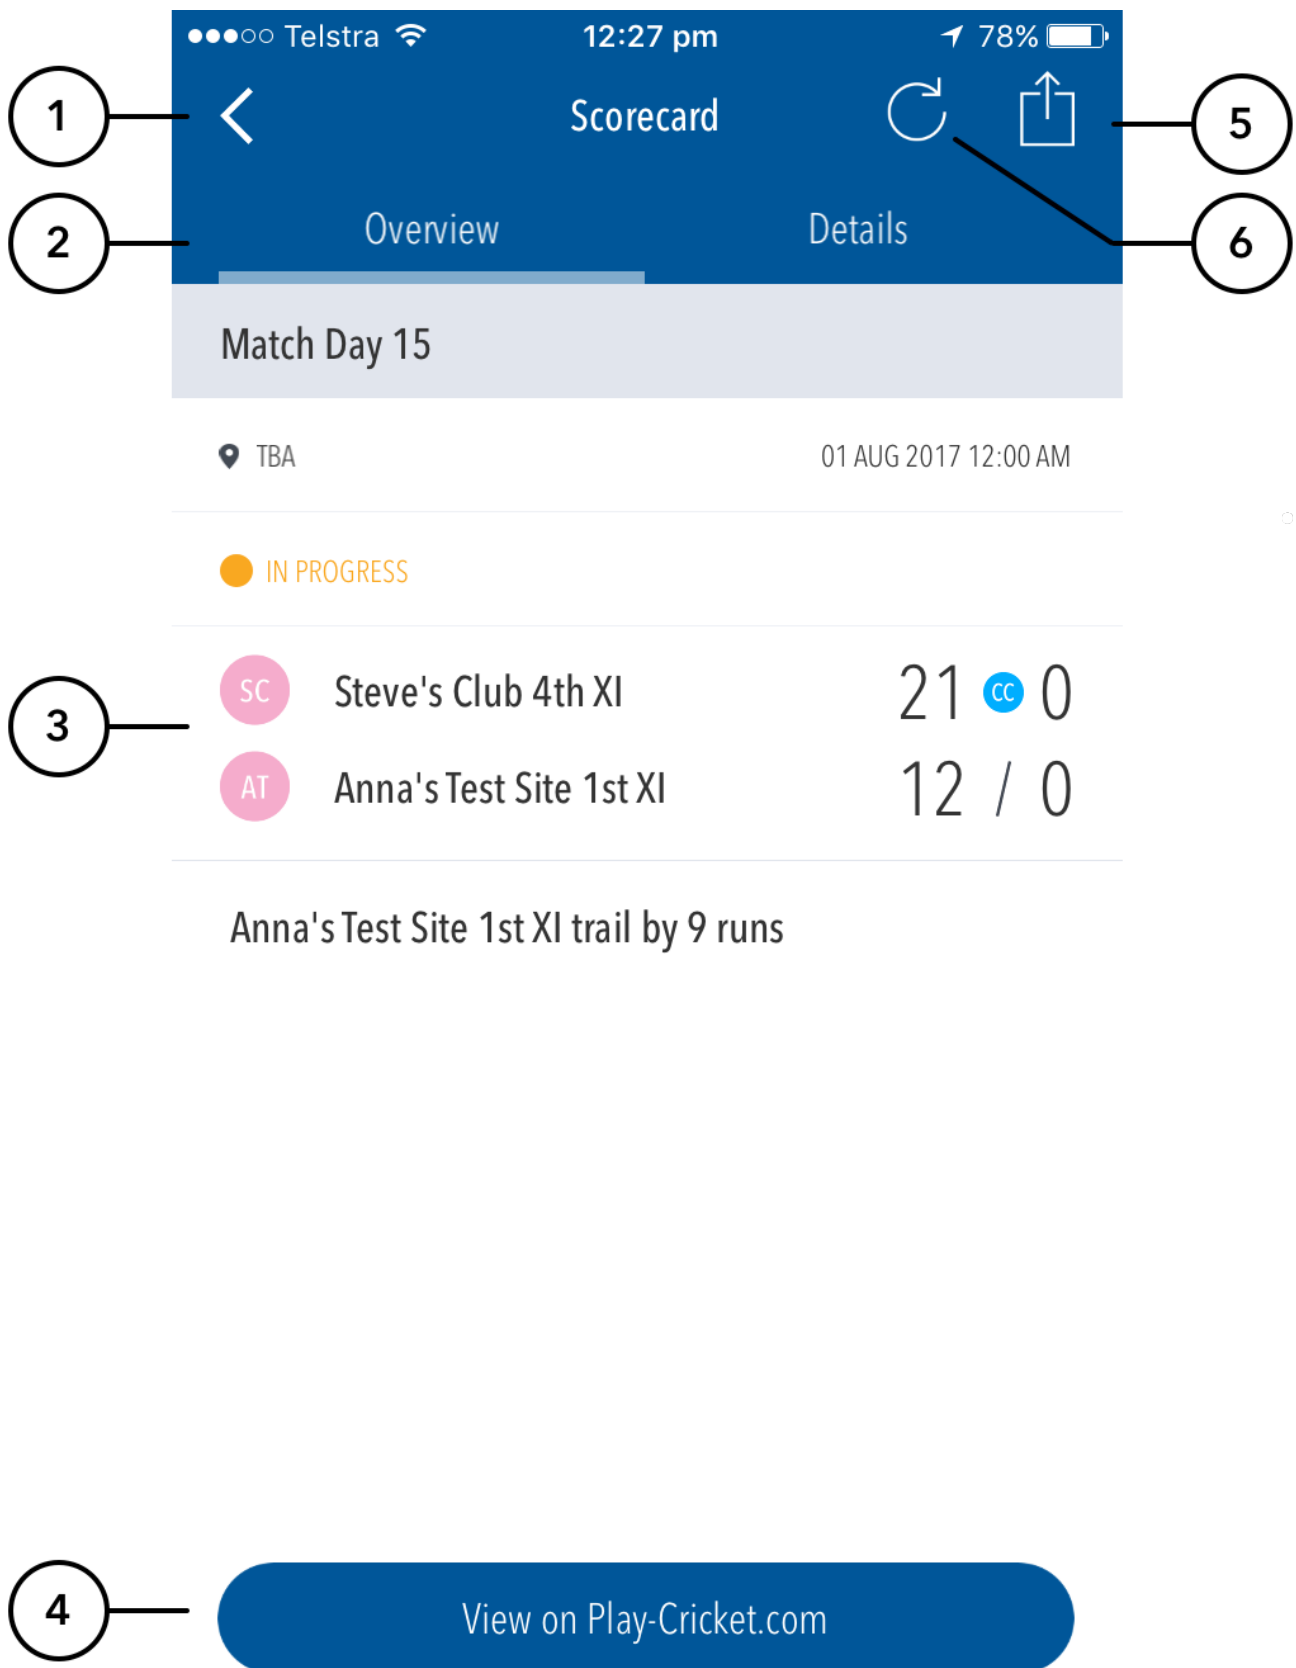 Telstra 12:27 pm 78%
1 Scorecard 5
2 Overview Details 6
Match Day 15
TBA 01 AUG 2017 12:00 AM
IN PROGRESS
SC Steve's Club 4th XI 21 CC 0
3
AT Anna's Test Site 1st XI 12 / 0
Anna's Test Site 1st XI trail by 9 runs
4 View on Play-Cricket.com